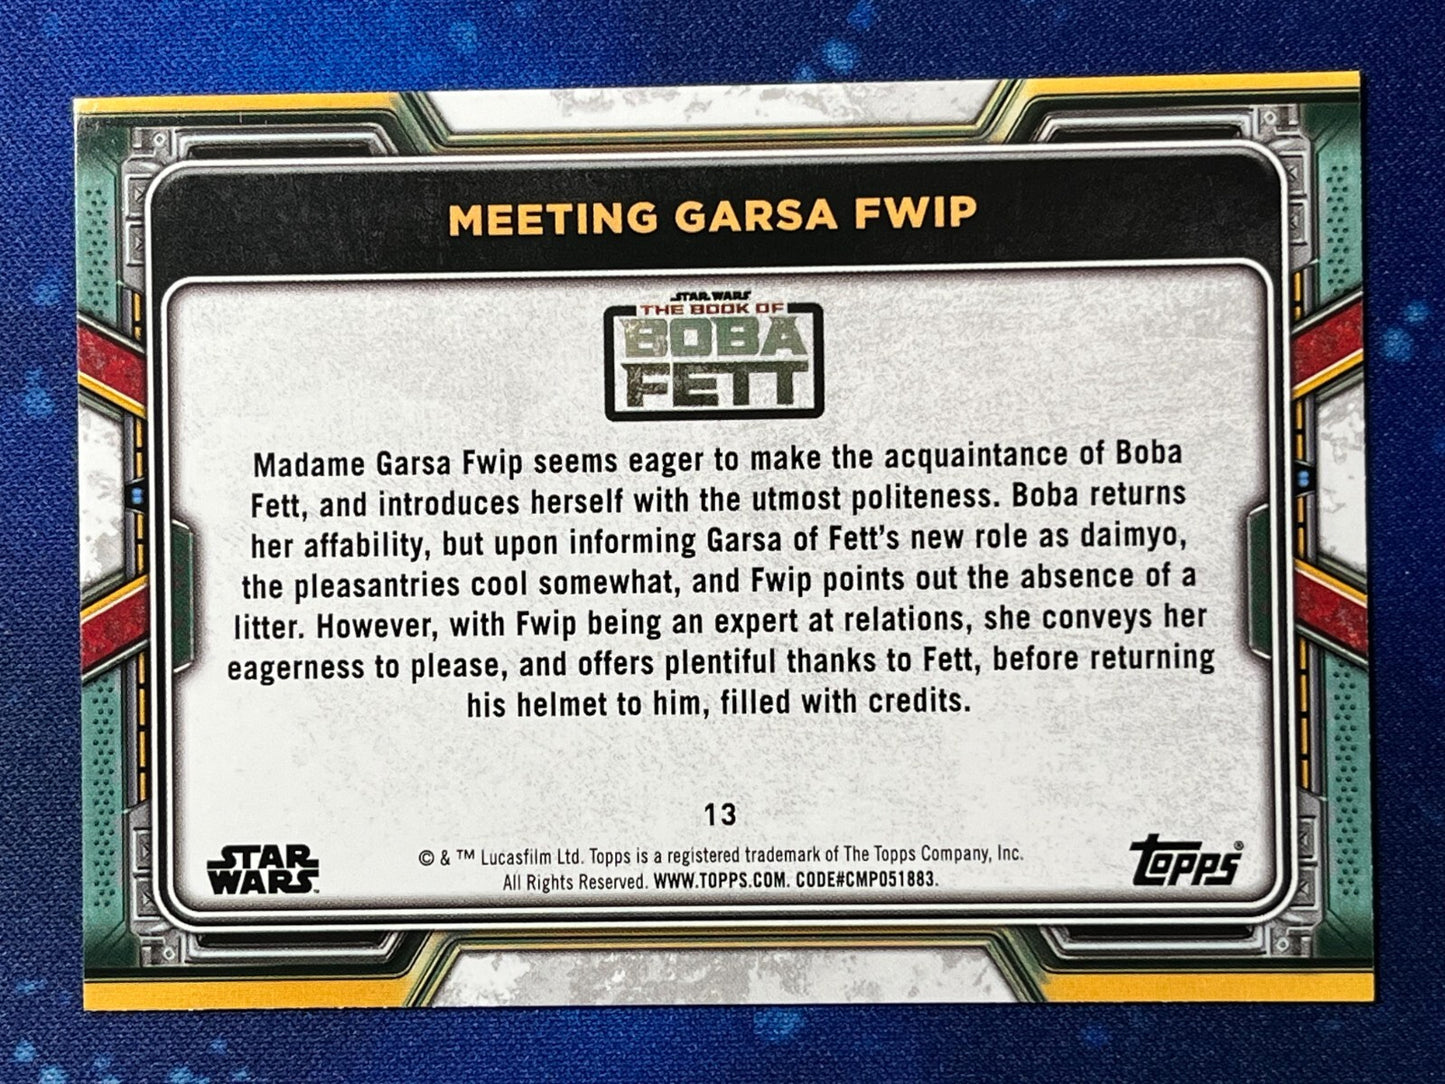 MEETING GARSA FWIP
STAR WARS
THE BOOK OF
BOBA
FETT
Madame Garsa Fwip seems eager to make the acquaintance of Boba
Fett, and introduces herself with the utmost politeness. Boba returns
her affability, but upon informing Garsa of Fett's new role as daimyo,
the pleasantries cool somewhat, and Fwip points out the absence of a
litter. However, with Fwip being an expert at relations, she conveys her
eagerness to please, and offers plentiful thanks to Fett, before returning
his helmet to him, filled with credits.
13
STAR
WARS™
© & ™ Lucasfilm Ltd. Topps is a registered trademark of The Topps Company, Inc.
All Rights Reserved. WWW.TOPPS.COM. CODE#CMP051883.
TOPPS®